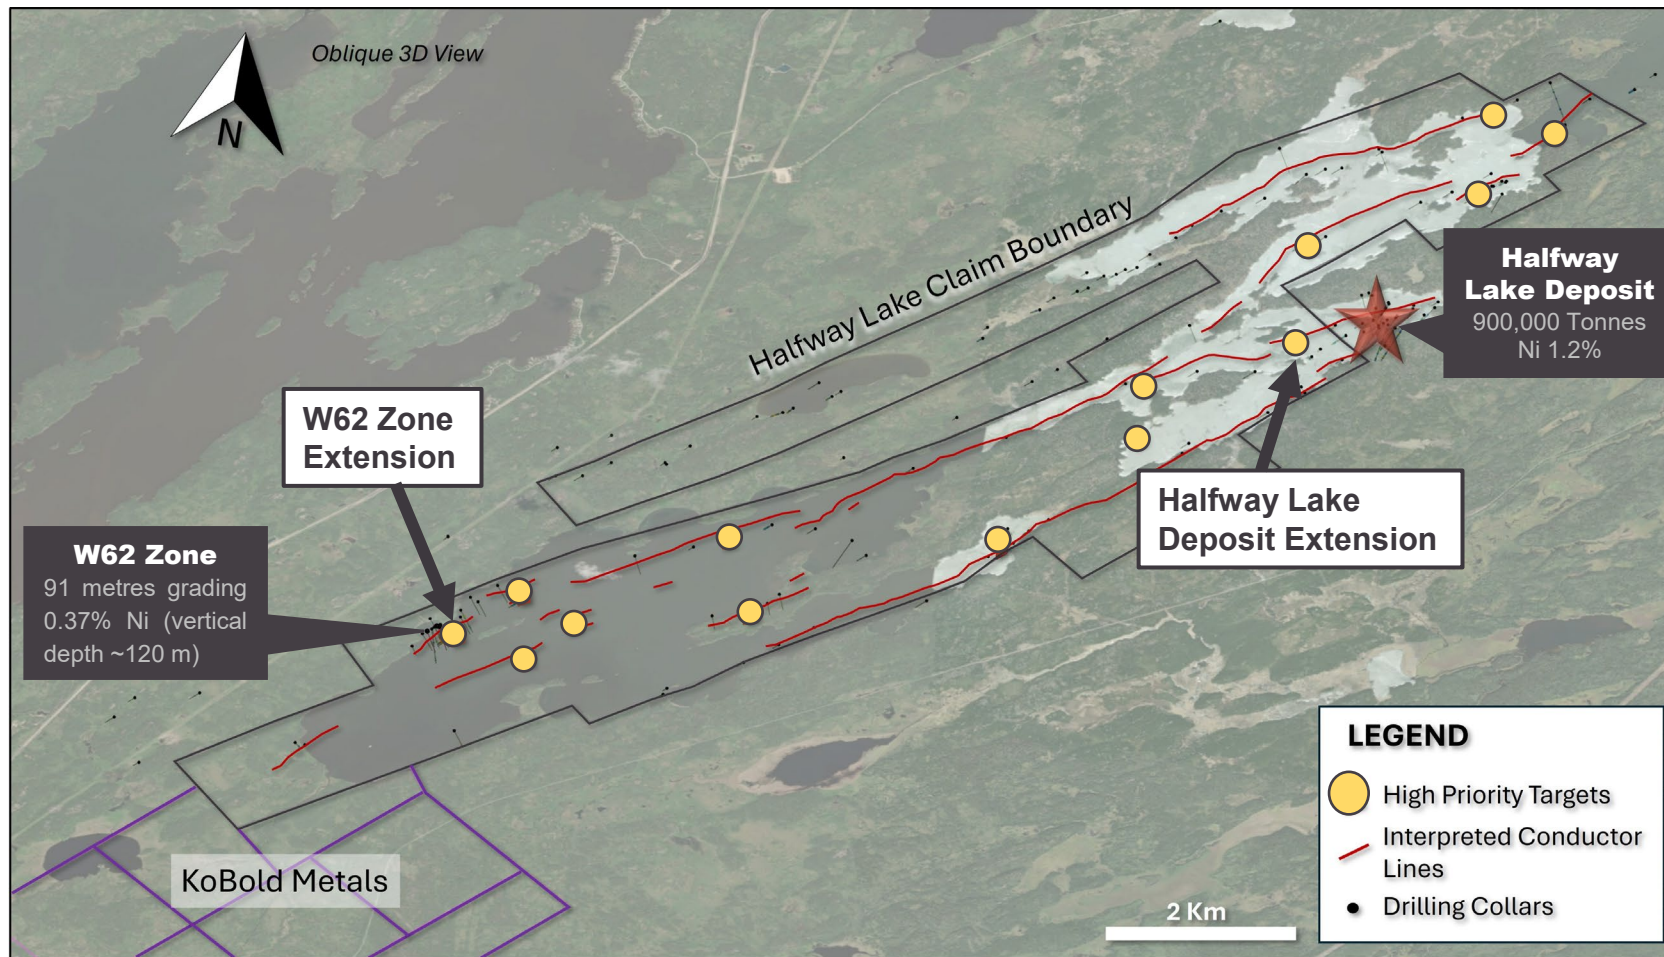 Oblique 3D View
N
Halfway Lake Claim Boundary
Halfway
Lake Deposit
900,000 Tonnes
Ni 1.2%
W62 Zone
Extension
Halfway Lake
Deposit Extension
W62 Zone
91 metres grading
0.37% Ni (vertical
depth ~120 m)
KoBold Metals
2 Km
LEGEND
High Priority Targets
Interpreted Conductor
Lines
Drilling Collars